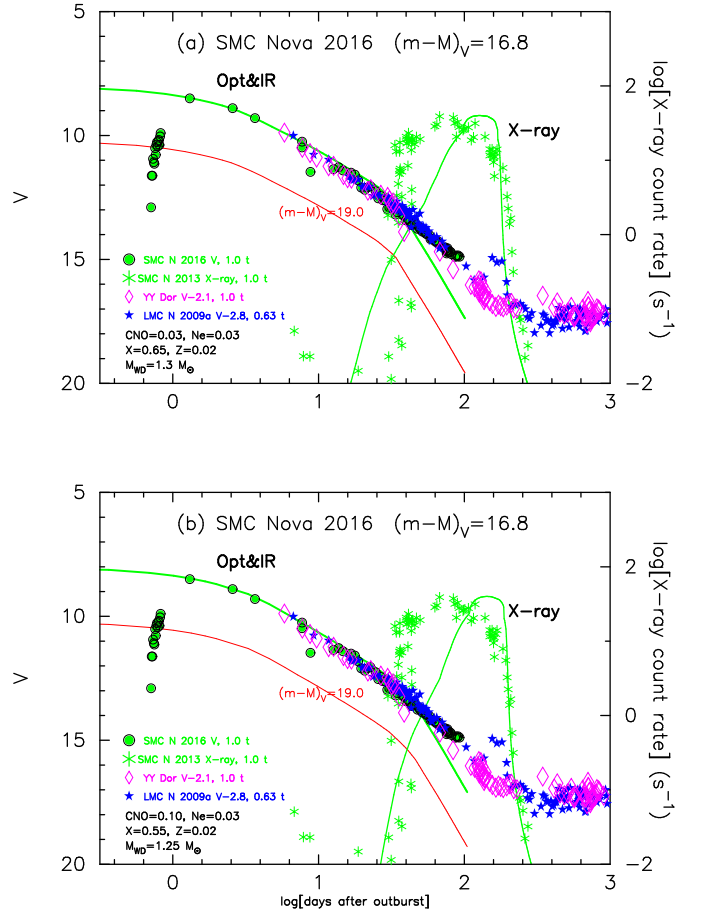 (a) SMC Nova 2016 (m-M)V=16.8
Opt&IR
X-ray
(m-M)V=19.0
SMC N 2016 V, 1.0 t
SMC N 2013 X-ray, 1.0 t
YY Dor V-2.1, 1.0 t
LMC N 2009a V-2.8, 0.63 t
CNO=0.03, Ne=0.03
X=0.65, Z=0.02
MWD=1.3 M⊙
5
10
15
20
V
2
0
−2
log[X-ray count rate] (s−1)
0
1
2
3
(b) SMC Nova 2016 (m-M)V=16.8
Opt&IR
X-ray
(m-M)V=19.0
SMC N 2016 V, 1.0 t
SMC N 2013 X-ray, 1.0 t
YY Dor V-2.1, 1.0 t
LMC N 2009a V-2.8, 0.63 t
CNO=0.10, Ne=0.03
X=0.55, Z=0.02
MWD=1.25 M⊙
5
10
15
20
V
2
0
−2
log[X-ray count rate] (s−1)
0
1
2
3
log[days after outburst]